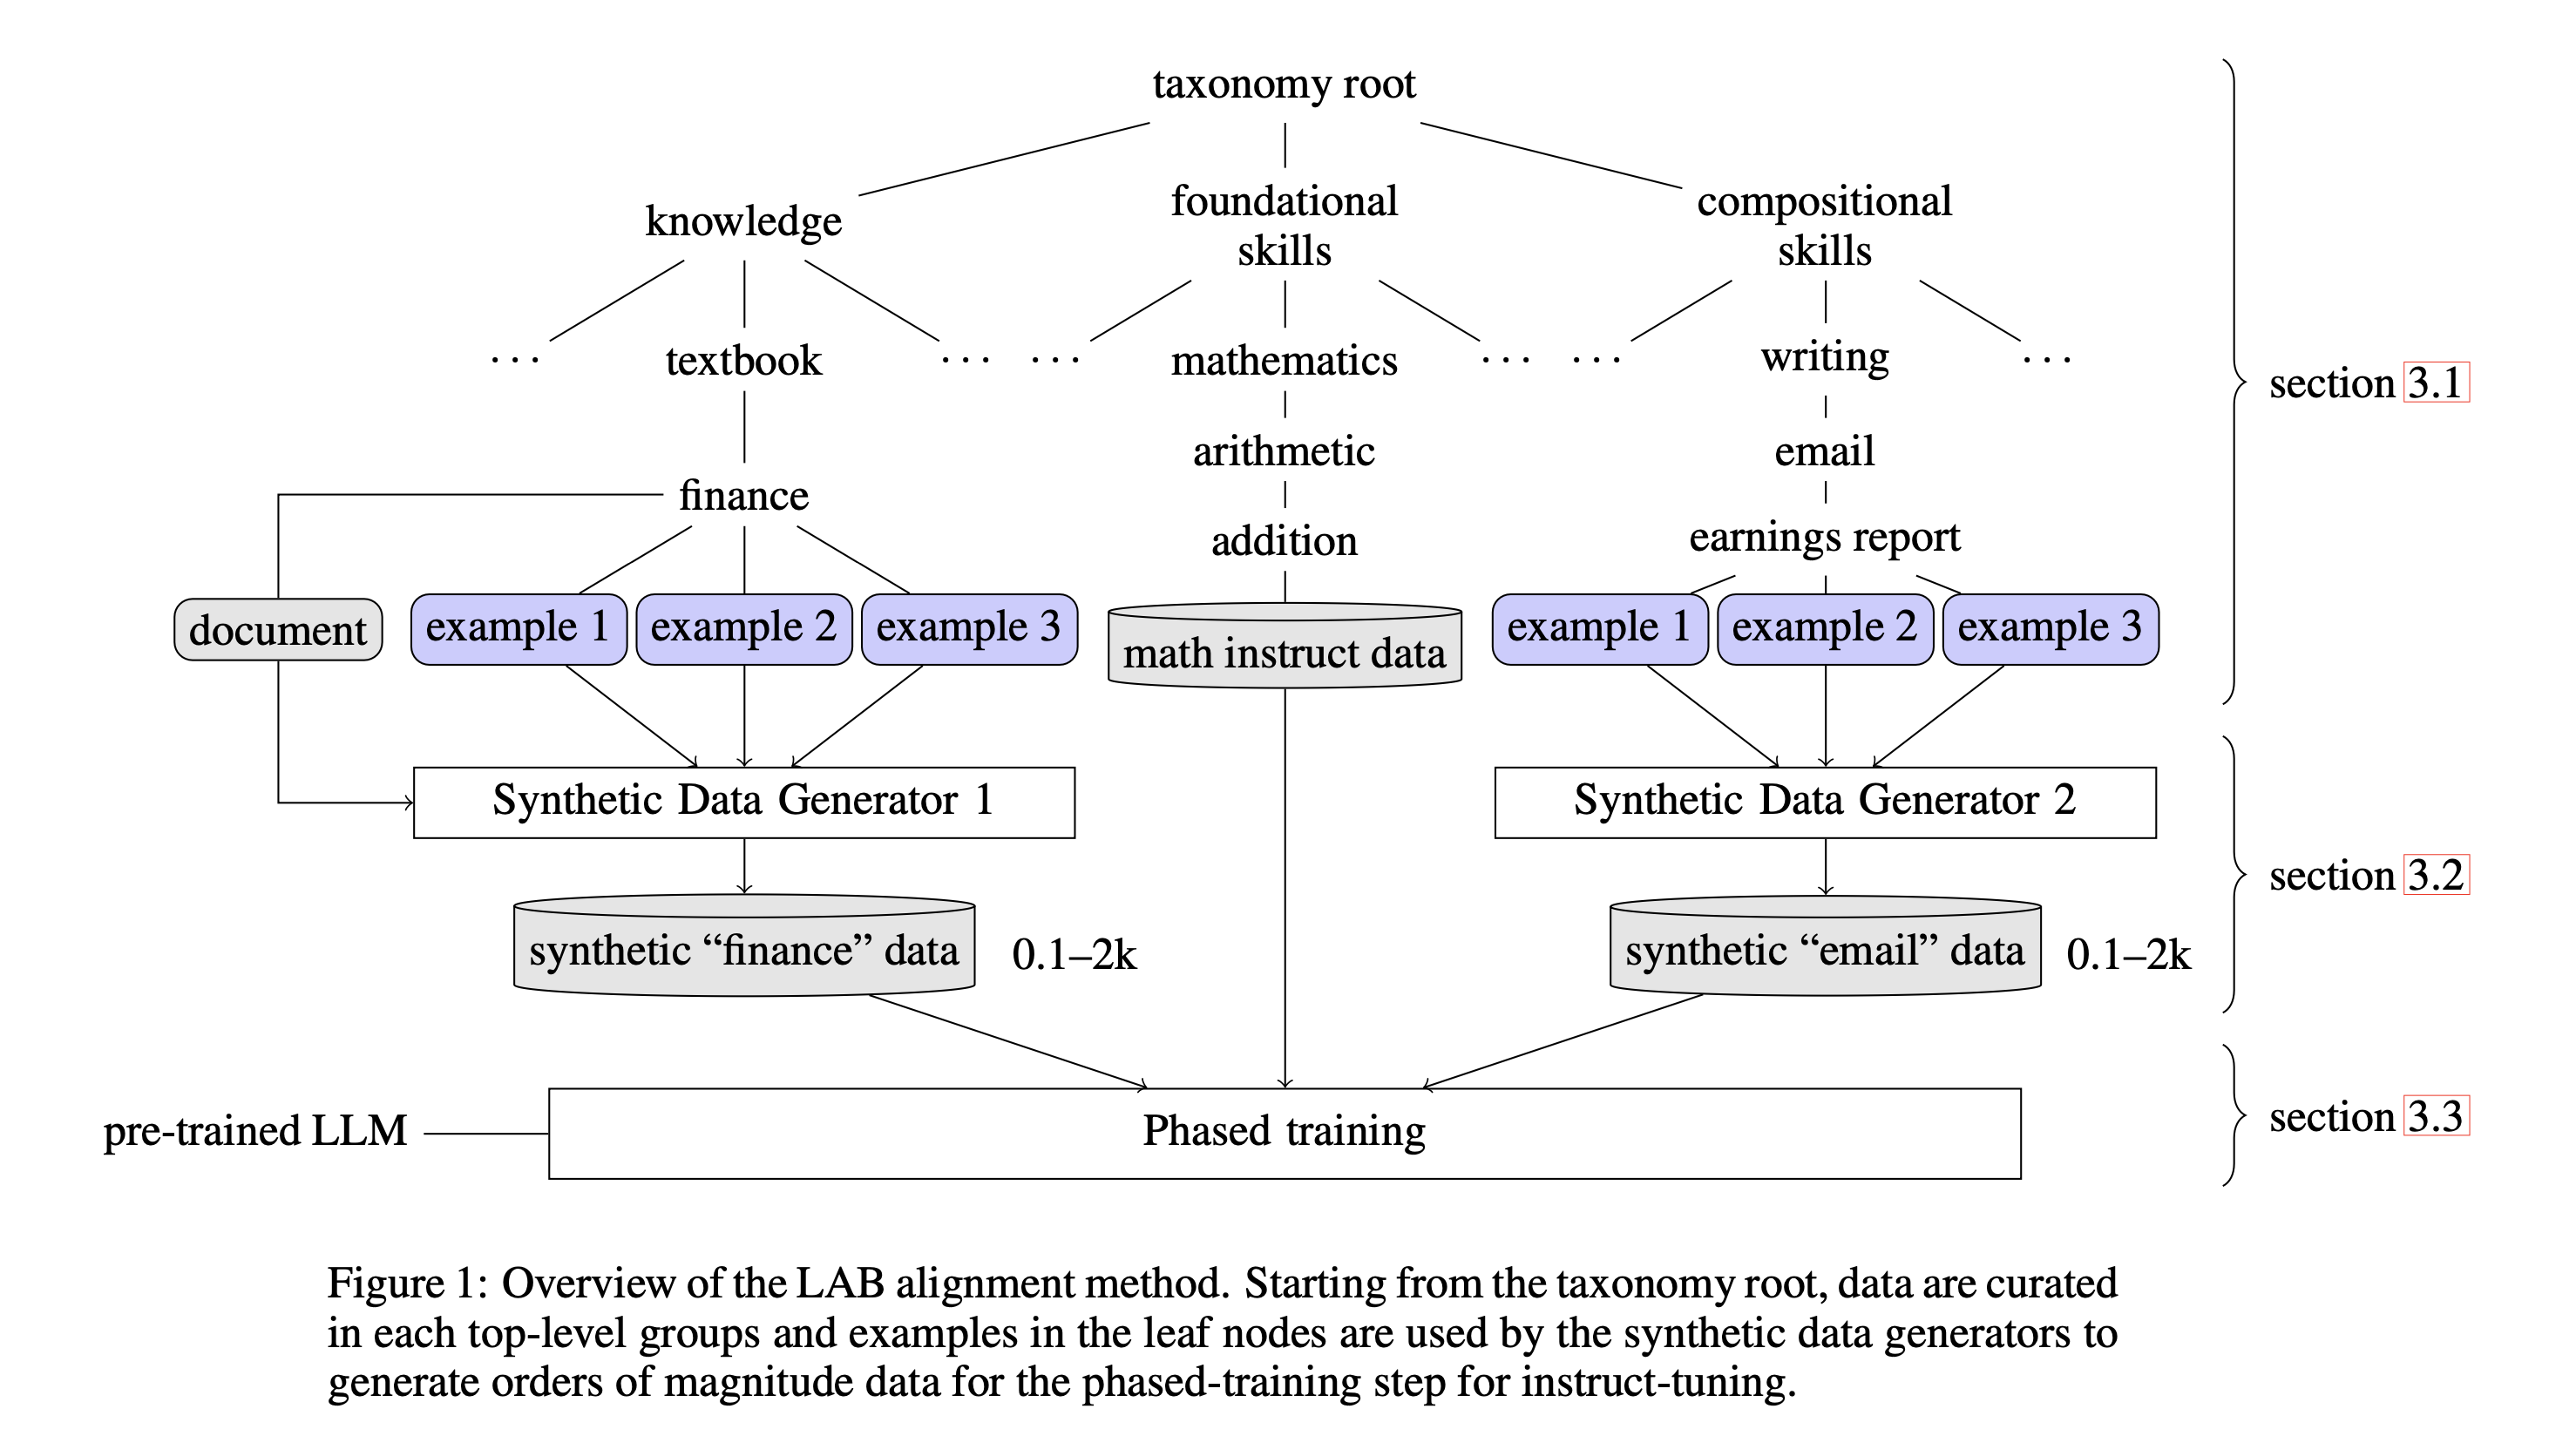 taxonomy root
knowledge
foundational
skills
compositional
skills
... textbook ... ... mathematics ... ... writing ...
section 3.1
arithmetic
email
finance
addition
earnings report
document
example 1
example 2
example 3
math instruct data
example 1
example 2
example 3
Synthetic Data Generator 1
Synthetic Data Generator 2
section 3.2
synthetic “finance” data
0.1–2k
synthetic “email” data
0.1–2k
pre-trained LLM
Phased training
section 3.3
Figure 1: Overview of the LAB alignment method. Starting from the taxonomy root, data are curated
in each top-level groups and examples in the leaf nodes are used by the synthetic data generators to
generate orders of magnitude data for the phased-training step for instruct-tuning.